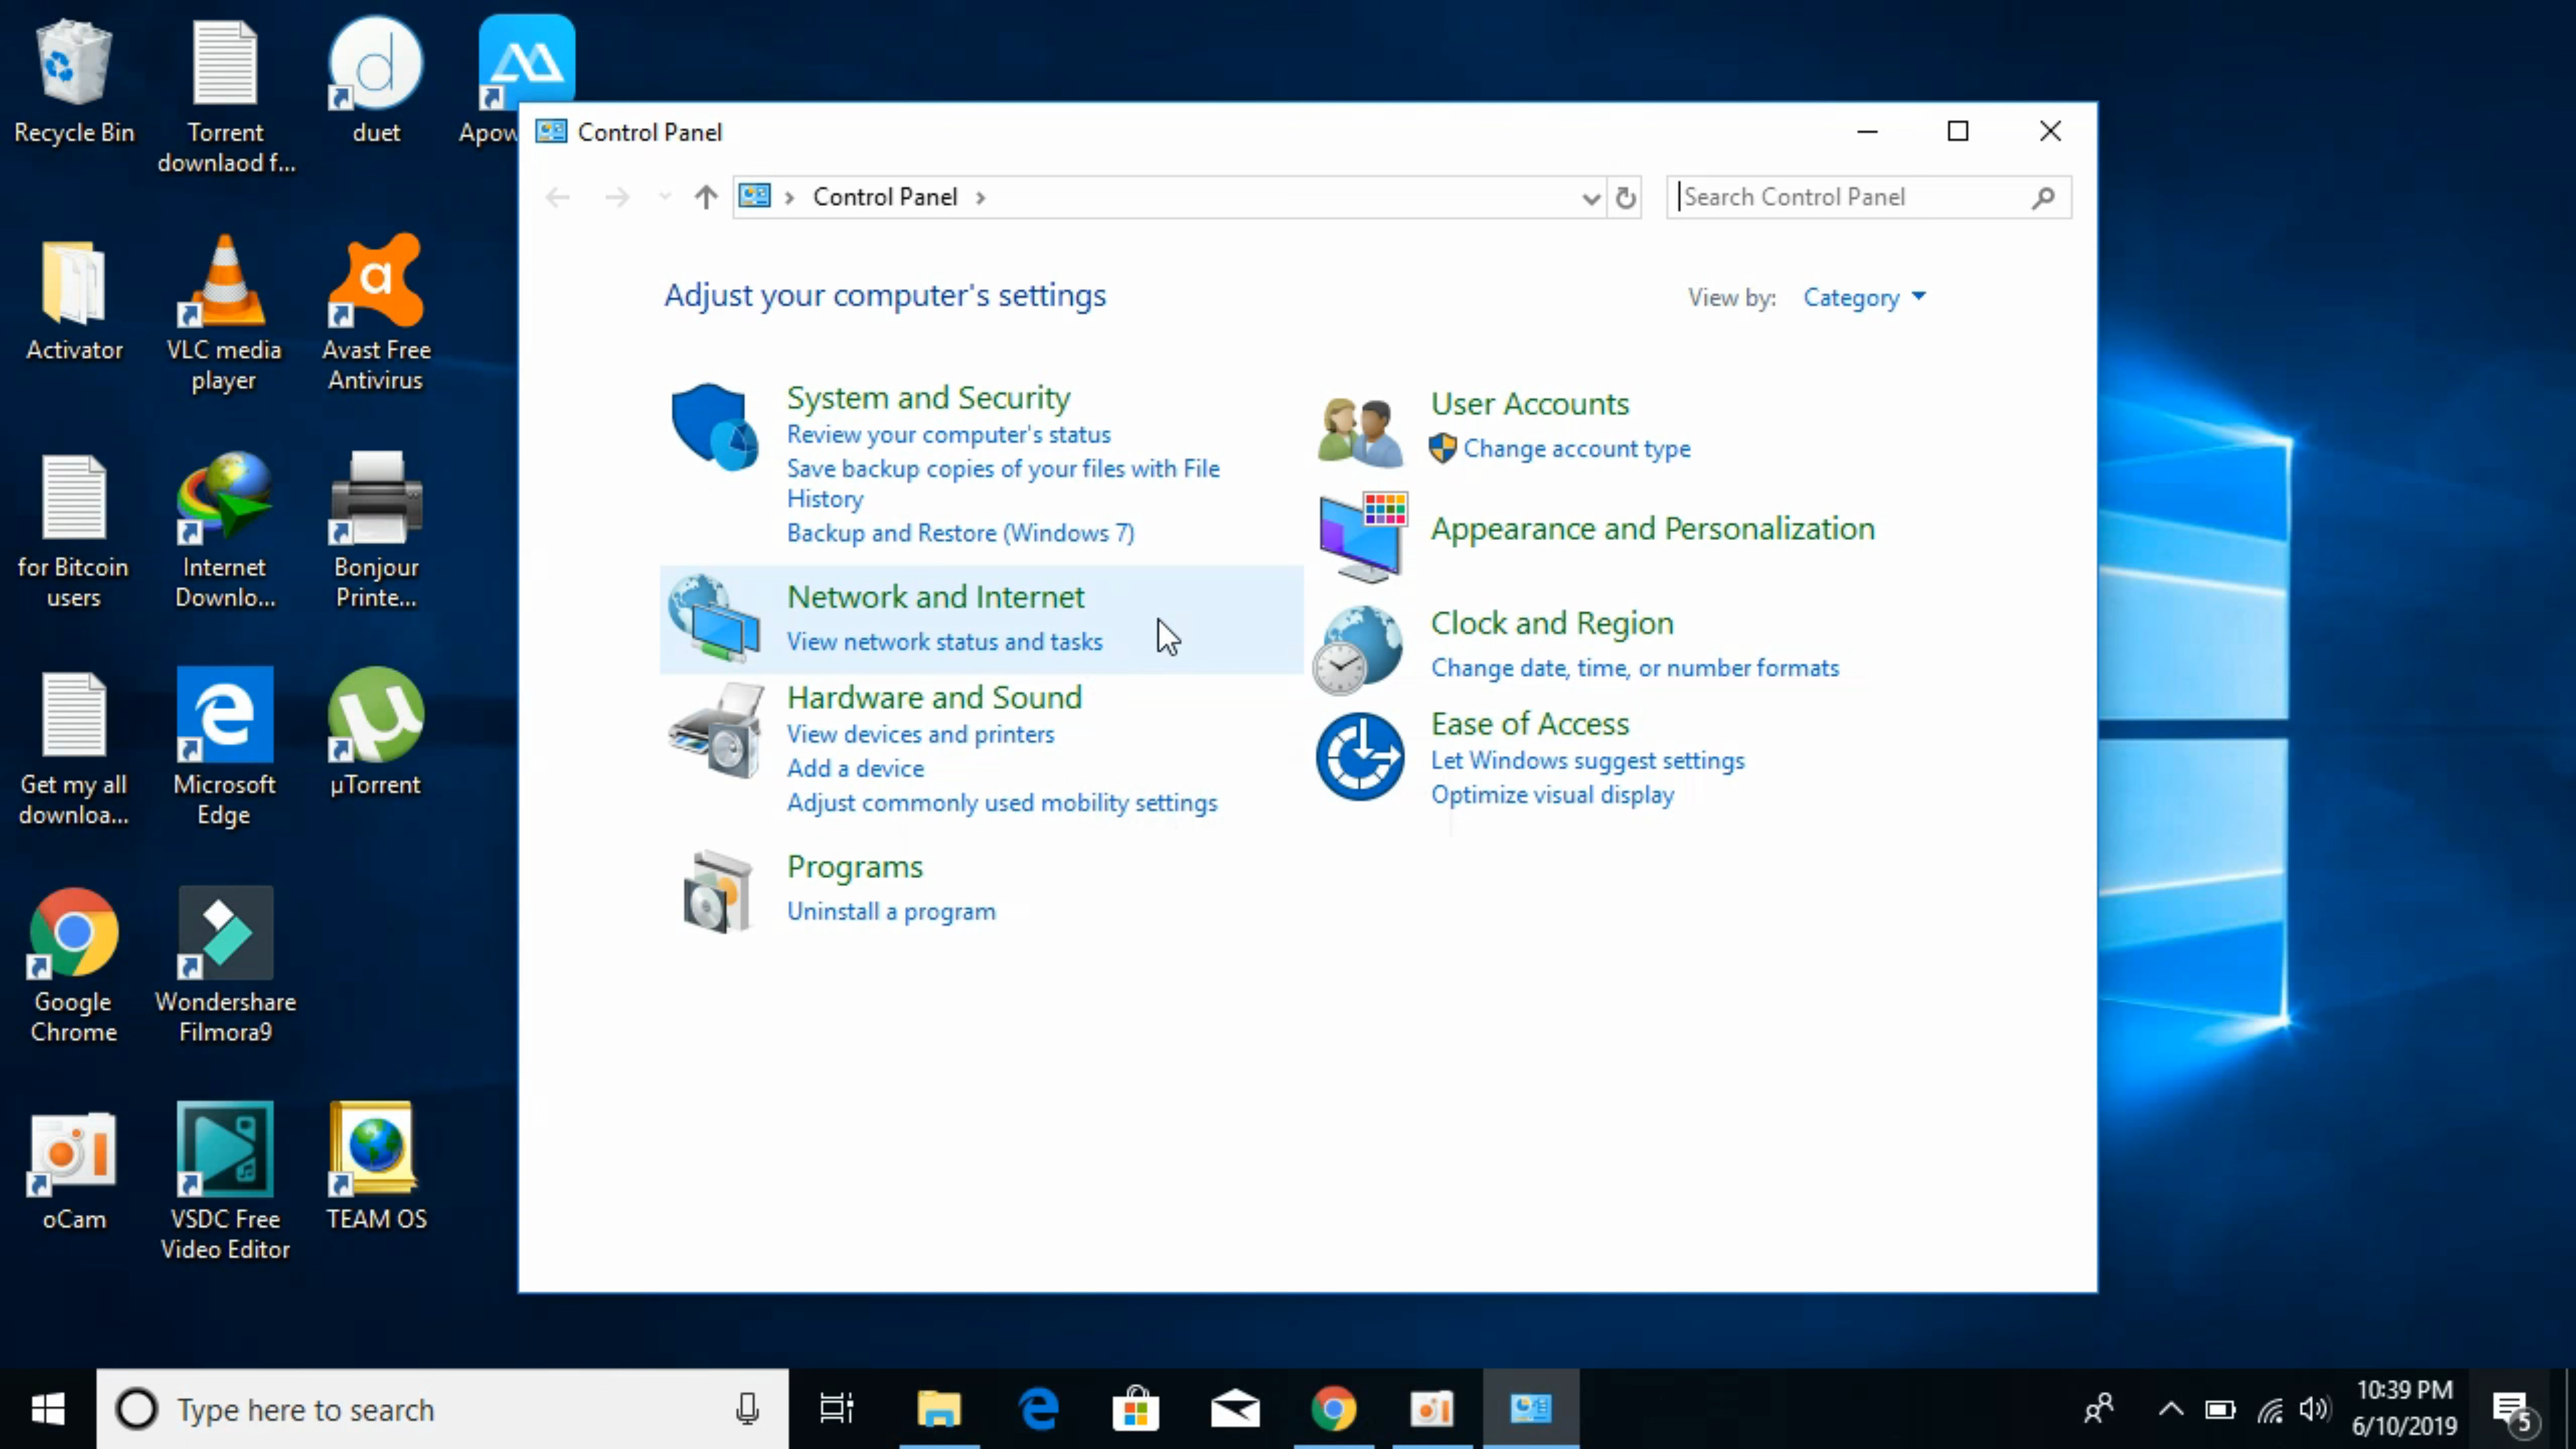 Recycle Bin
Torrent
downlaod f...
duet
Apow
Activator
VLC media
player
Avast Free
Antivirus
for Bitcoin
users
Internet
Downlo...
Bonjour
Printe...
Get my all
downloa...
Microsoft
Edge
µTorrent
Google
Chrome
Wondershare
Filmora9
oCam
VSDC Free
Video Editor
TEAM OS
Control Panel
Control Panel
Search Control Panel
Adjust your computer's settings
View by: Category
System and Security
Review your computer's status
Save backup copies of your files with File
History
Backup and Restore (Windows 7)
Network and Internet
View network status and tasks
Hardware and Sound
View devices and printers
Add a device
Adjust commonly used mobility settings
Programs
Uninstall a program
User Accounts
Change account type
Appearance and Personalization
Clock and Region
Change date, time, or number formats
Ease of Access
Let Windows suggest settings
Optimize visual display
Type here to search
10:39 PM
6/10/2019
5